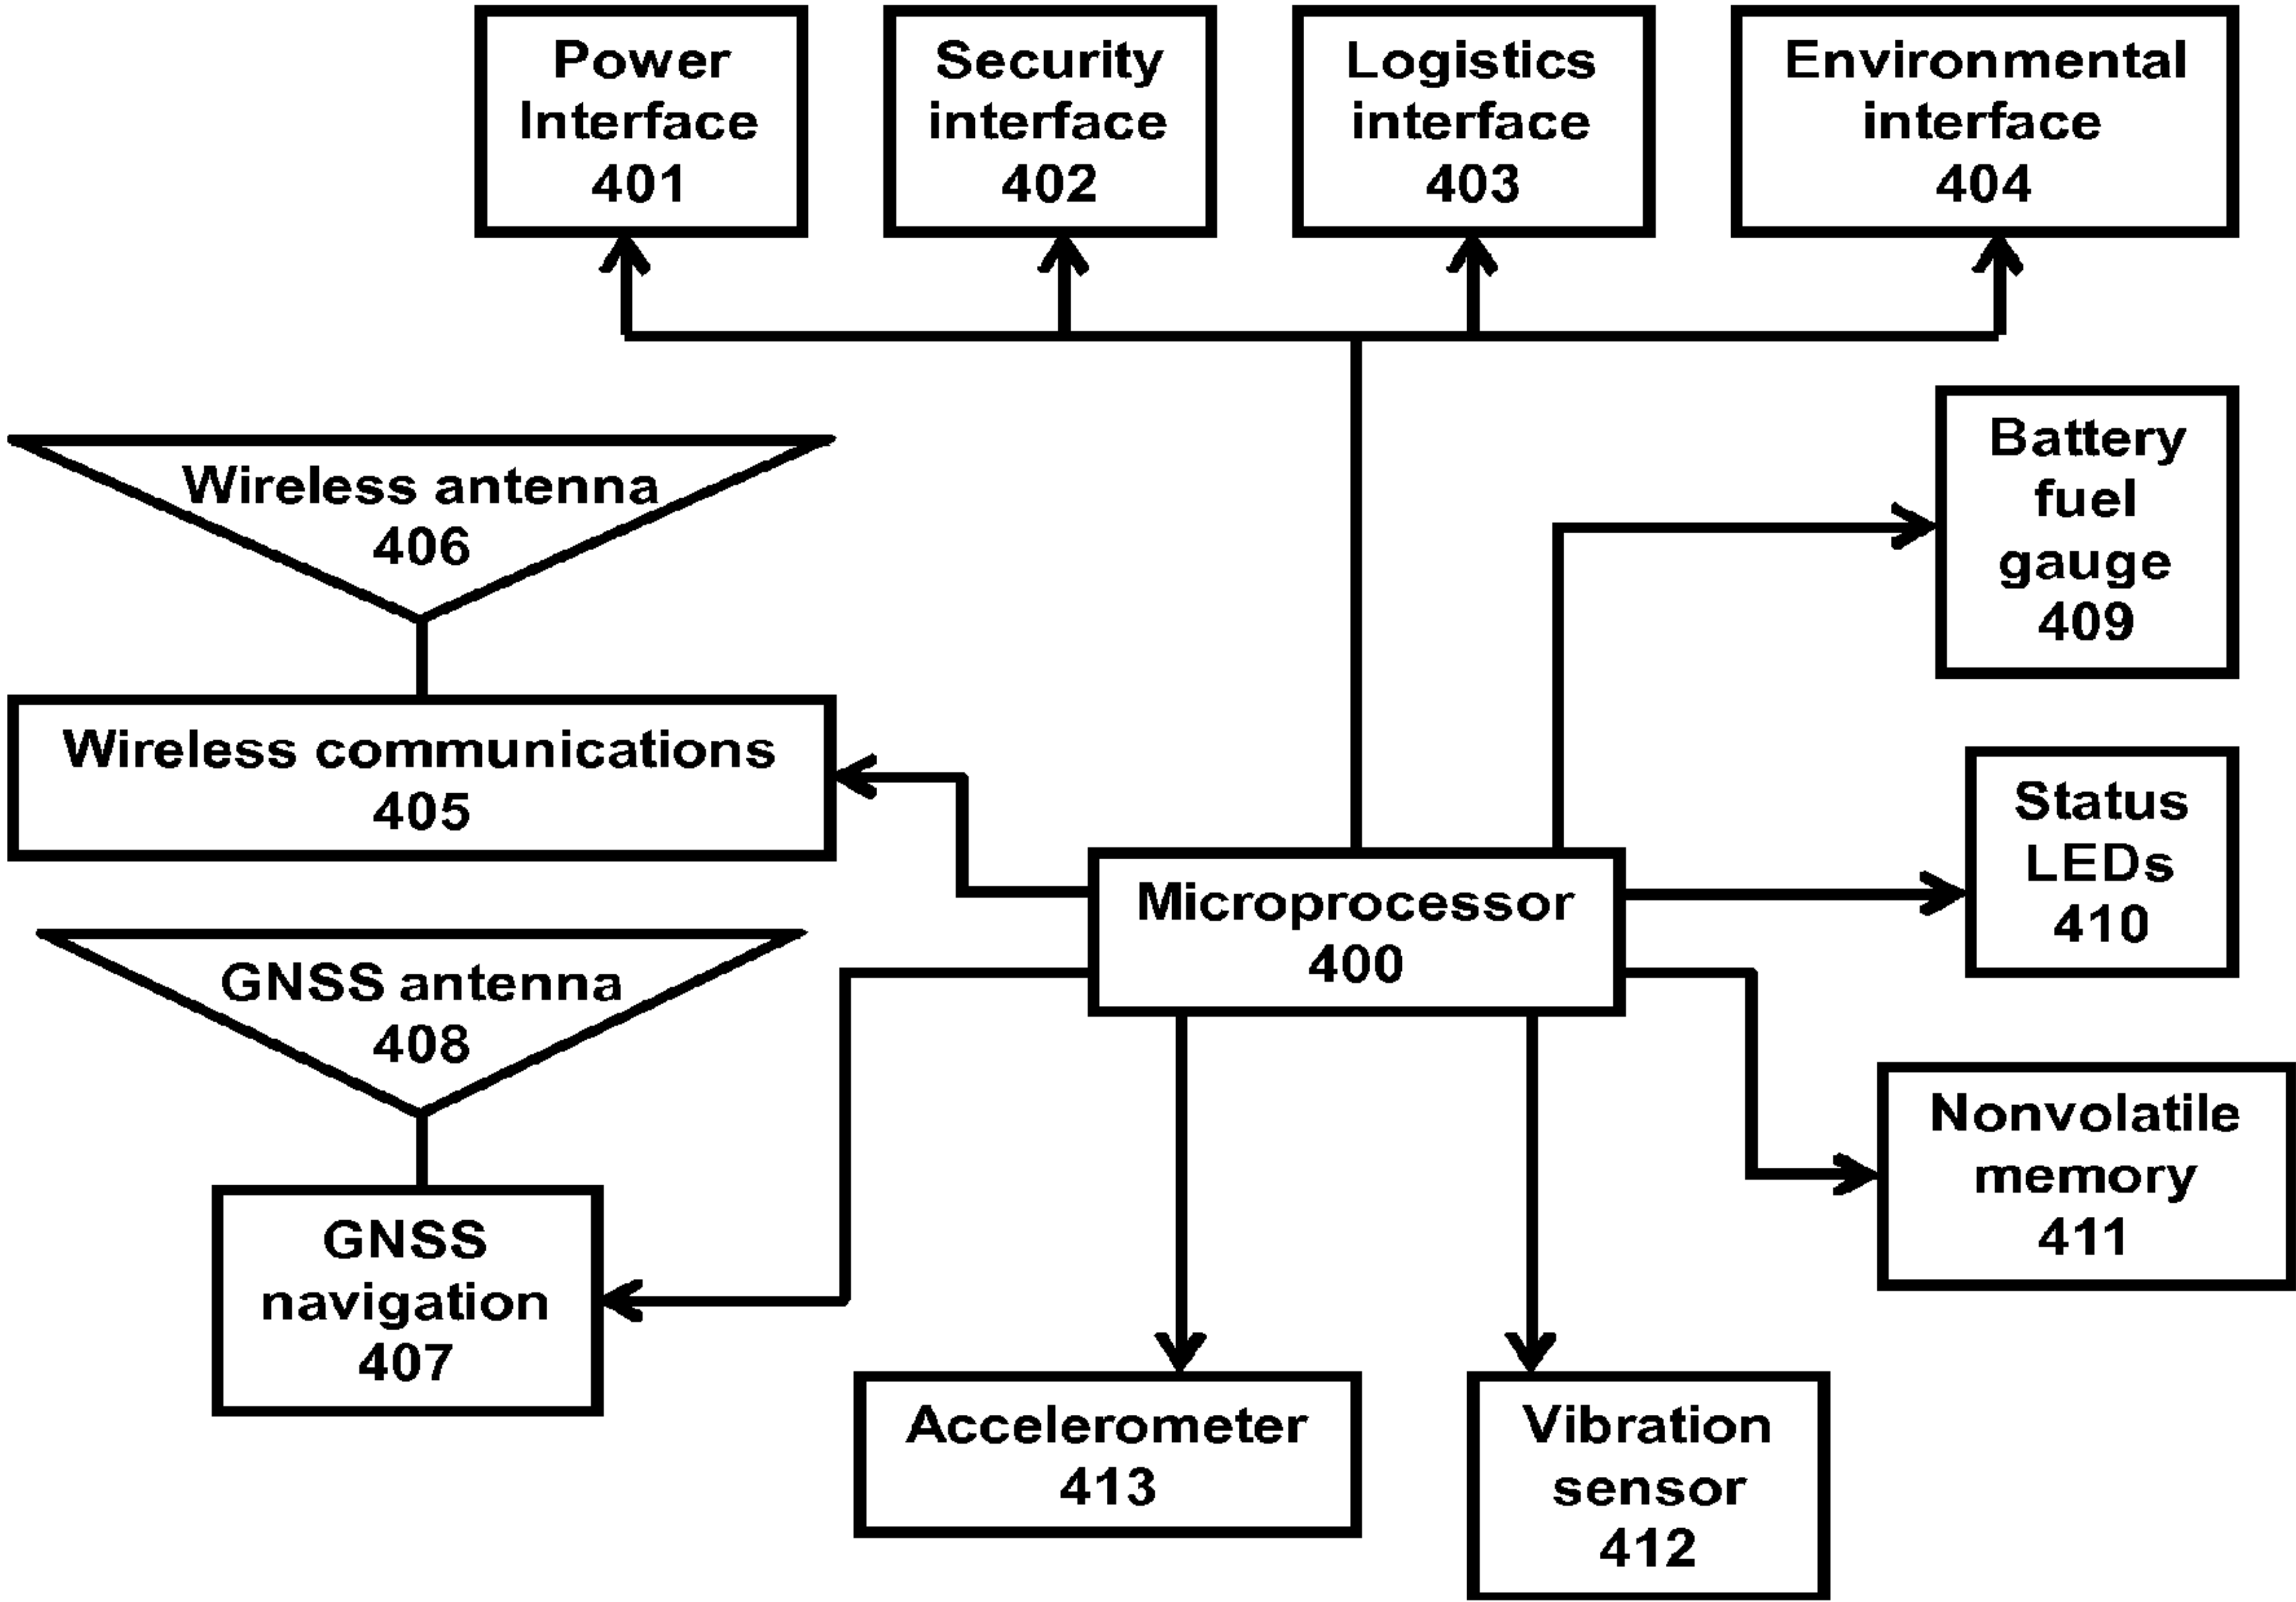 Power
Interface
401
Security
interface
402
Logistics
interface
403
Environmental
interface
404
Wireless antenna
406
Battery
fuel
gauge
409
Wireless communications
405
Status
LEDs
410
Microprocessor
400
GNSS antenna
408
Nonvolatile
memory
411
GNSS
navigation
407
Accelerometer
413
Vibration
sensor
412